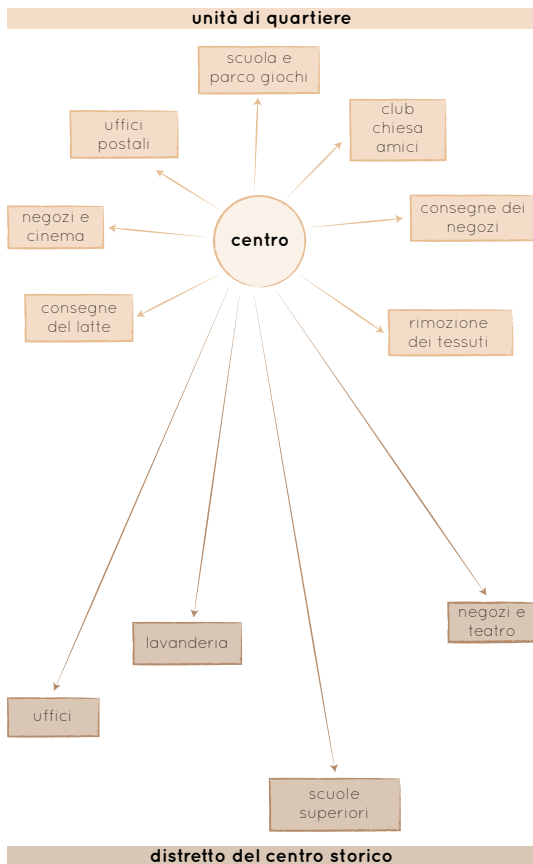 unità di quartiere
scuola e
parco giochi
club
chiesa
amici
uffici
postali
consegne dei
negozi
negozi e
cinema
centro
consegne
del latte
rimozione
dei tessuti
negozi e
teatro
lavanderia
uffici
scuole
superiori
distretto del centro storico